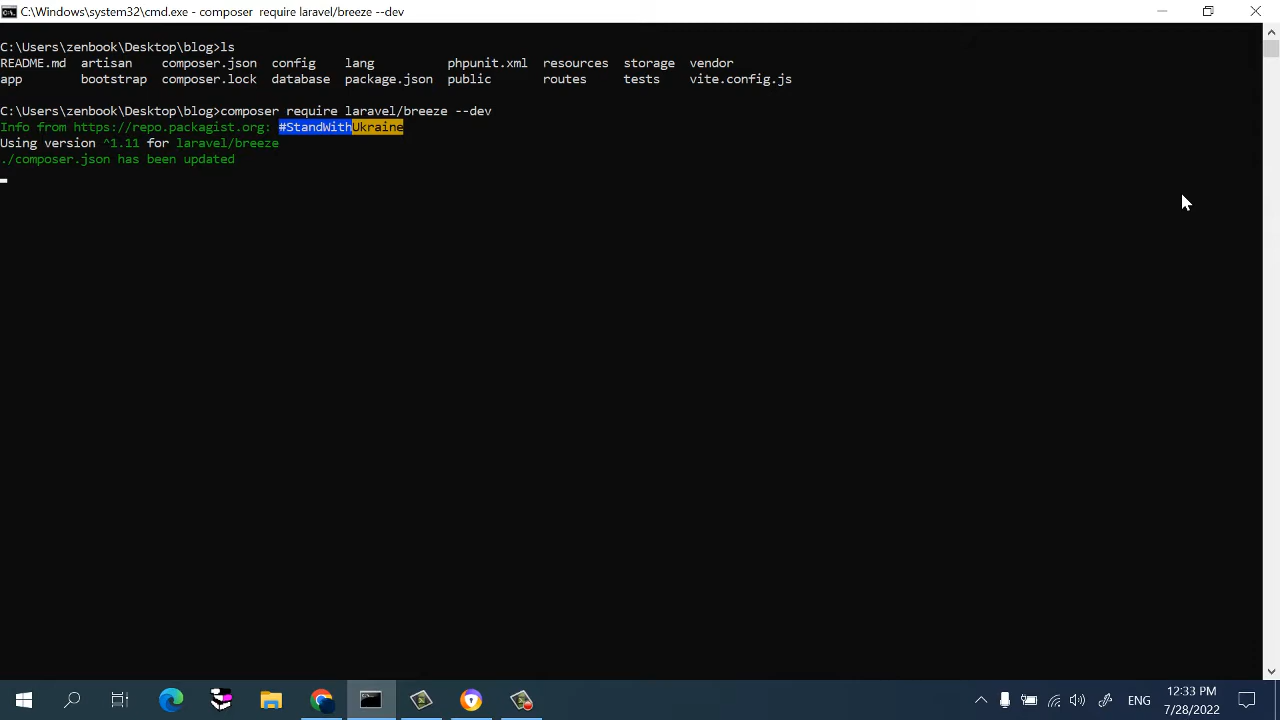 C:\Windows\system32\cmd.exe - composer  require laravel/breeze --dev
C:\Users\zenbook\Desktop\blog>ls
README.md  artisan    composer.json  config    lang          phpunit.xml  resources  storage  vendor
app        bootstrap  composer.lock  database  package.json  public       routes     tests    vite.config.js
C:\Users\zenbook\Desktop\blog>composer require laravel/breeze --dev
Info from https://repo.packagist.org: #StandWithUkraine
Using version ^1.11 for laravel/breeze
./composer.json has been updated
ENG
12:33 PM
7/28/2022